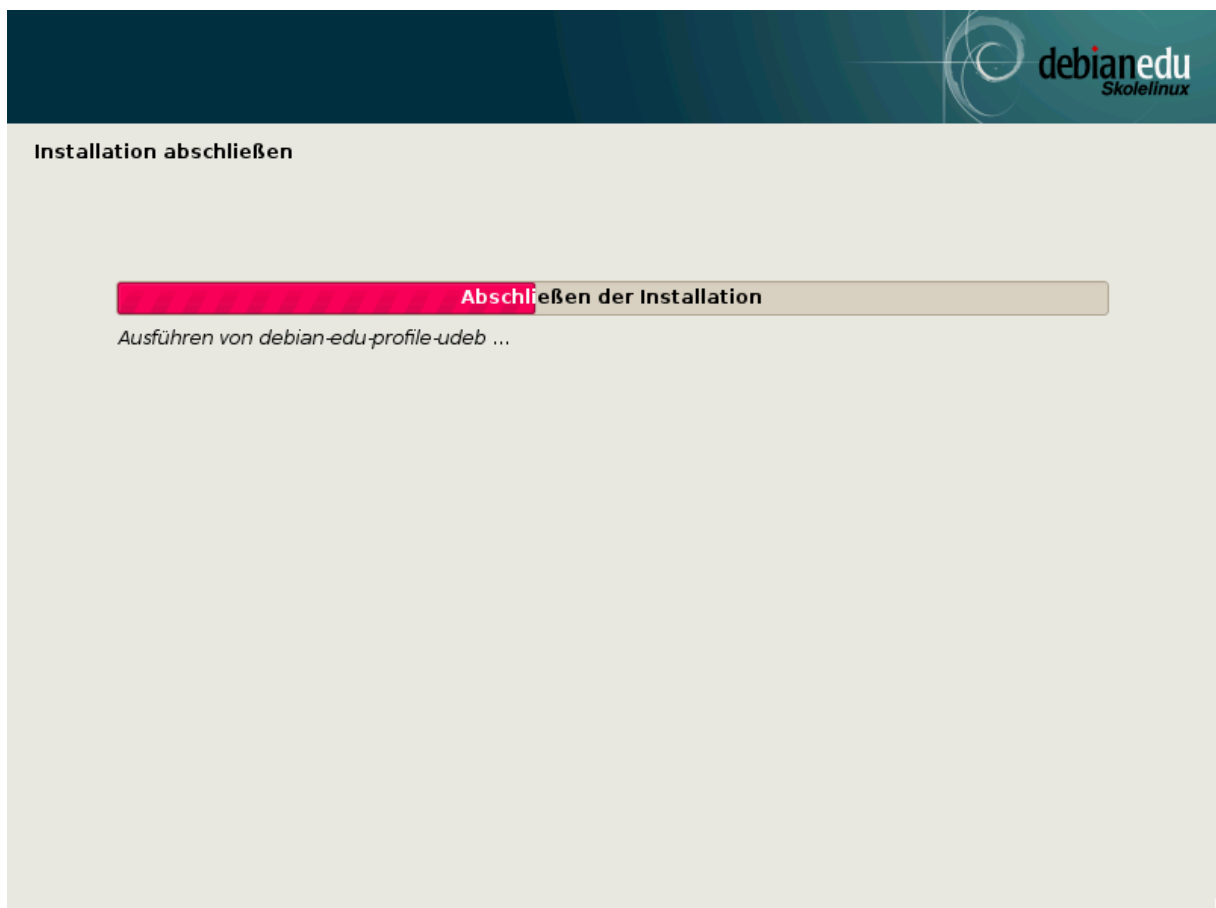 debianedu
Skolelinux
Installation abschließen
Abschließen der Installation
Ausführen von debian-edu-profile-udeb ...